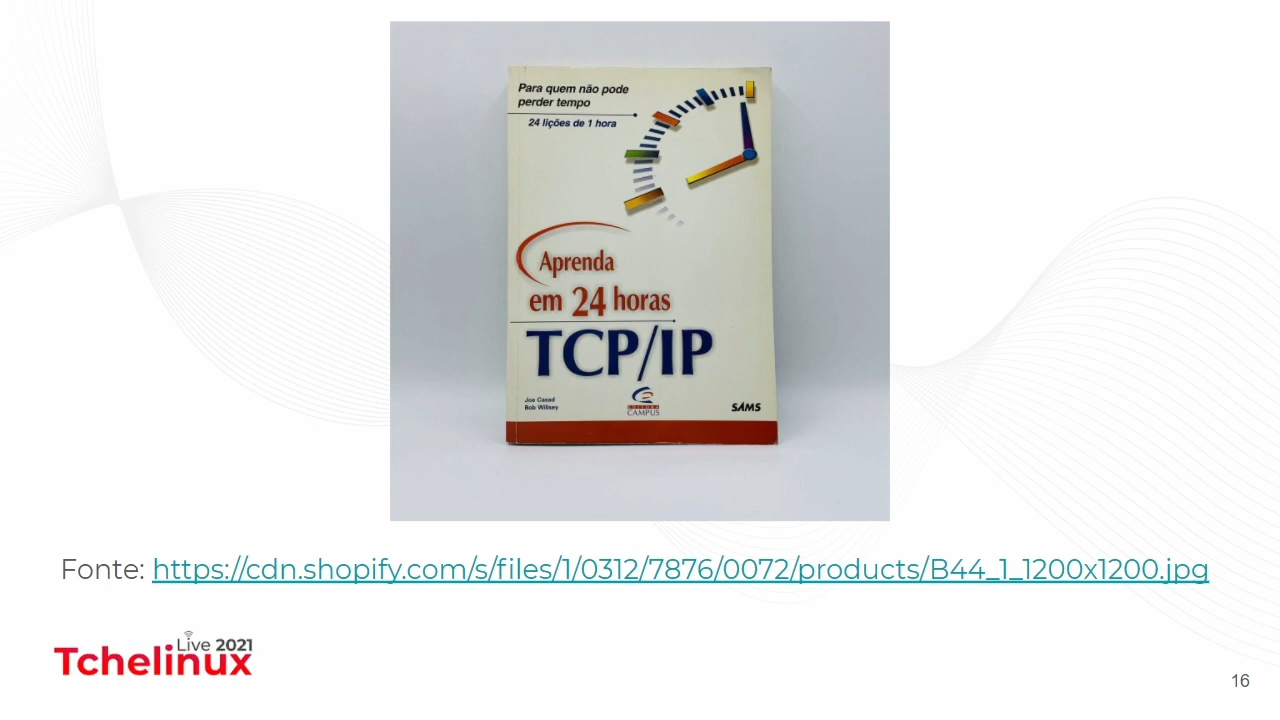 Para quem não pode
perder tempo
24 lições de 1 hora
Aprenda
em 24 horas
TCP/IP
Joe Casad
Bob Willsey
EDITORA
CAMPUS
SAMS
Fonte: https://cdn.shopify.com/s/files/1/0312/7876/0072/products/B44_1_1200x1200.jpg
Live 2021
Tchelinux
16